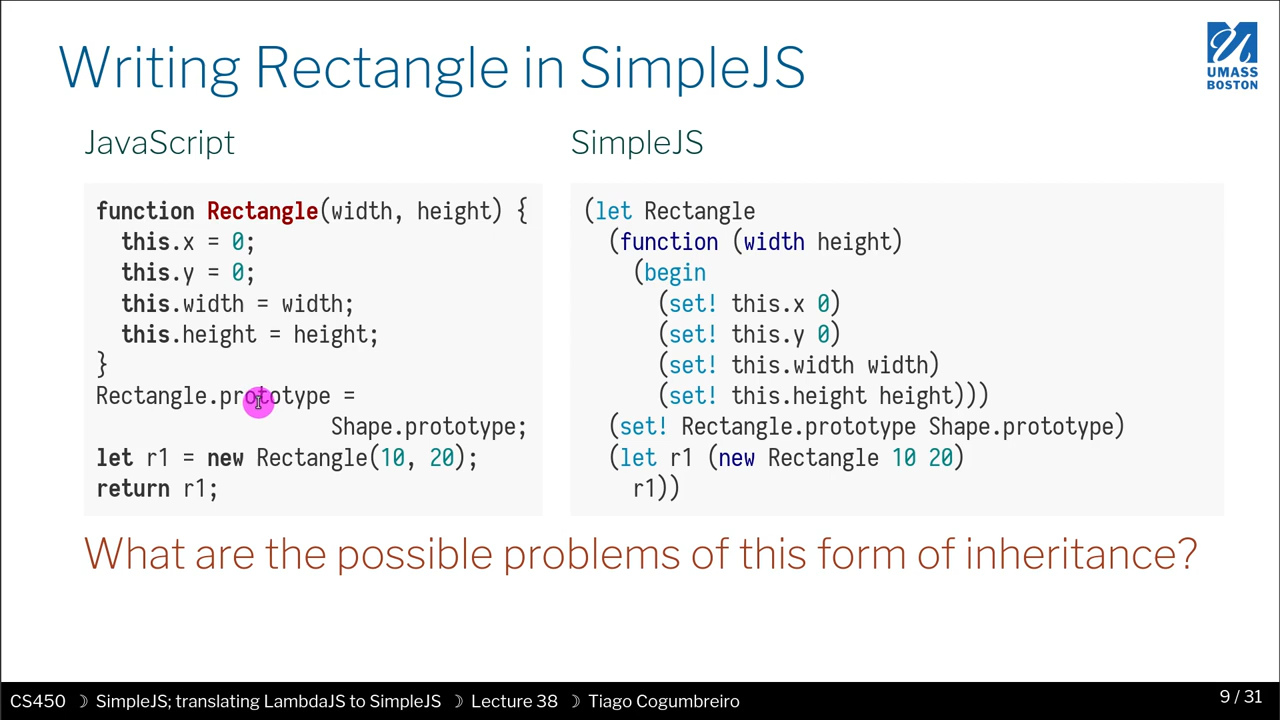 Writing Rectangle in SimpleJS
UMASS
BOSTON
JavaScript
function Rectangle(width, height) {
  this.x = 0;
  this.y = 0;
  this.width = width;
  this.height = height;
}
Rectangle.prototype =
                   Shape.prototype;
let r1 = new Rectangle(10, 20);
return r1;
SimpleJS
(let Rectangle
  (function (width height)
    (begin
      (set! this.x 0)
      (set! this.y 0)
      (set! this.width width)
      (set! this.height height)))
  (set! Rectangle.prototype Shape.prototype)
  (let r1 (new Rectangle 10 20)
    r1))
What are the possible problems of this form of inheritance?
CS450 ☽ SimpleJS; translating LambdaJS to SimpleJS ☽ Lecture 38 ☽ Tiago Cogumbreiro
9 / 31